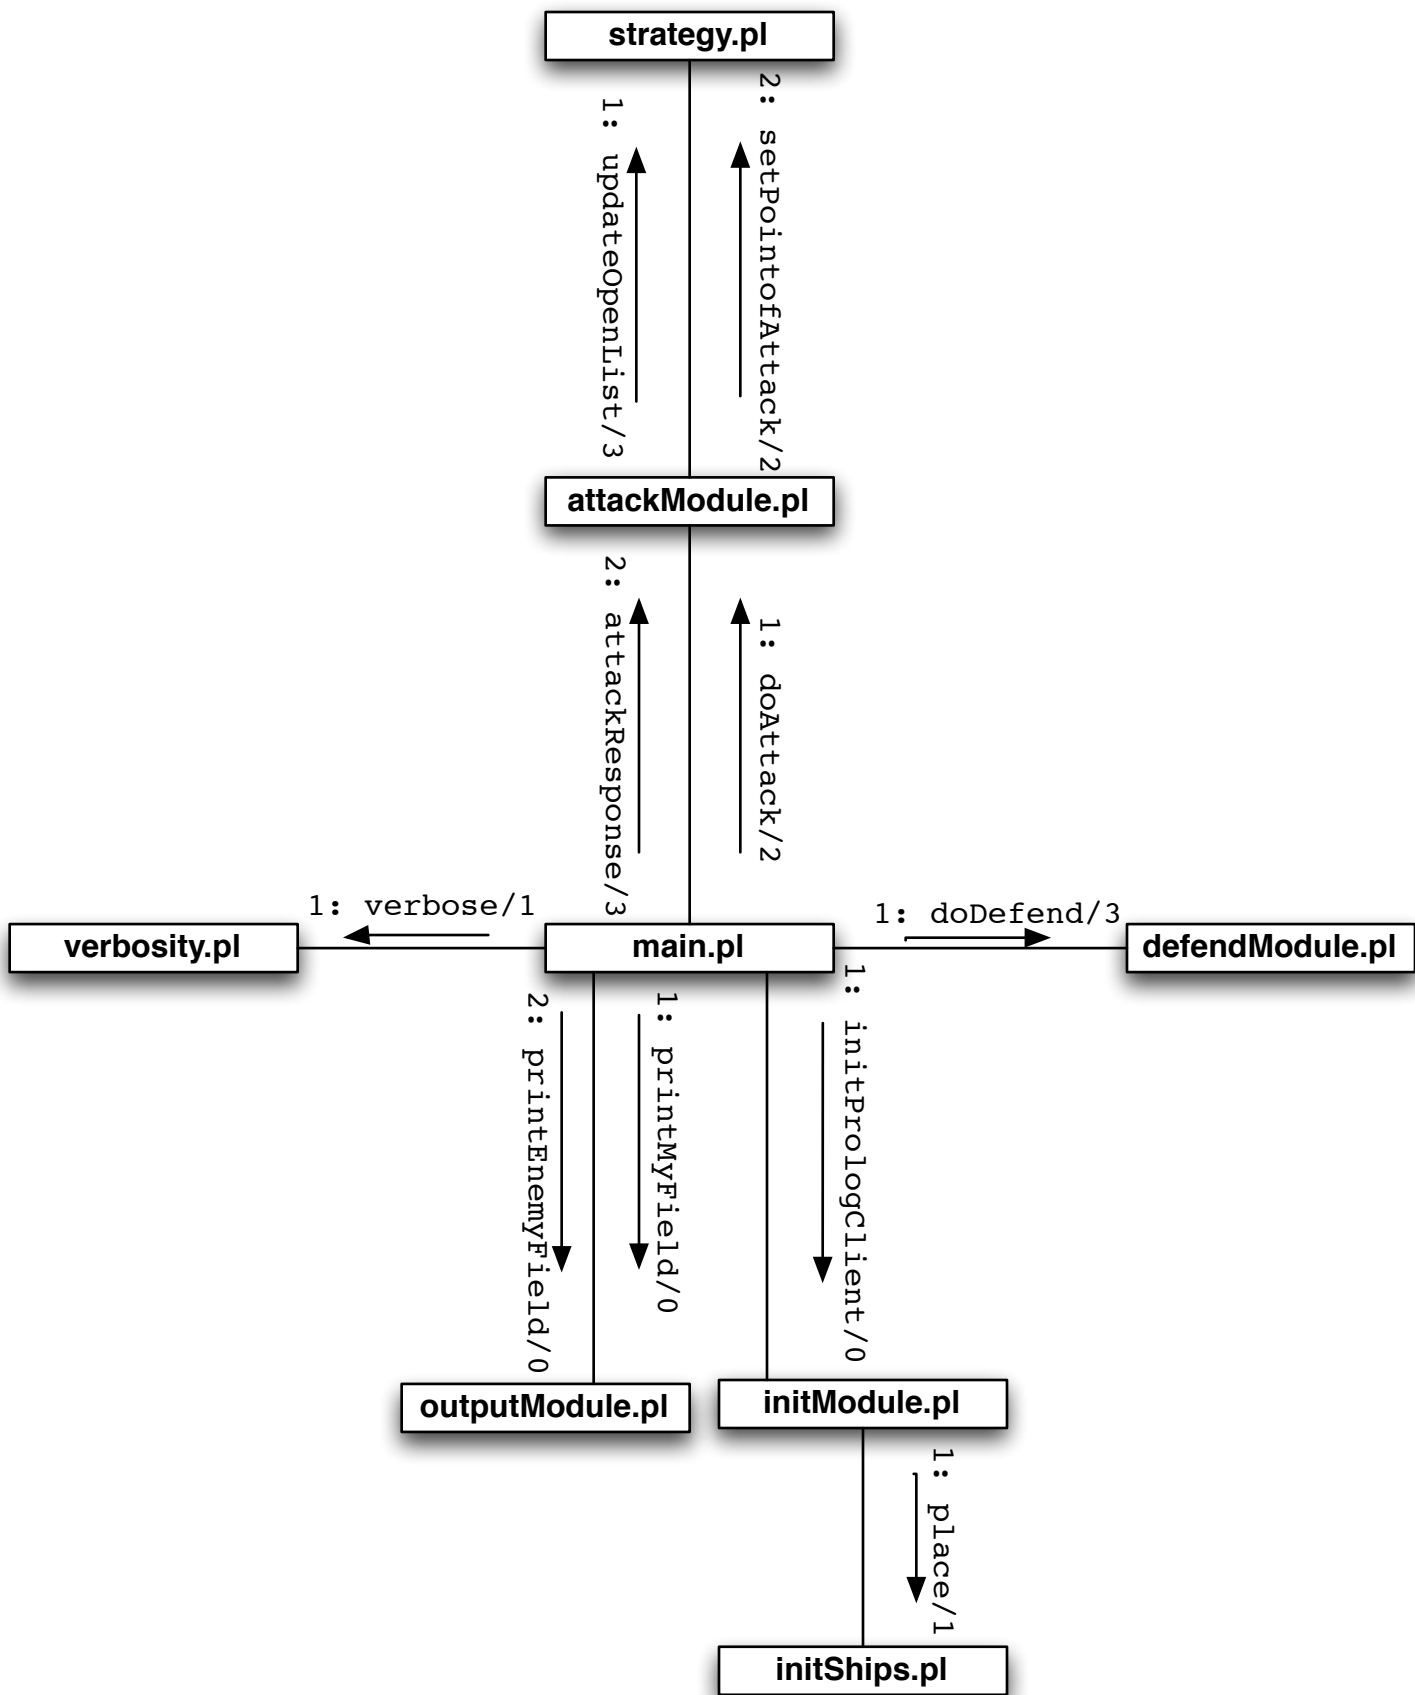 strategy.pl
1: updateOpenList/3
2: setPointofAttack/2
attackModule.pl
2: attackResponse/3
1: doAttack/2
1: verbose/1
1: doDefend/3
verbosity.pl
main.pl
defendModule.pl
2: printEnemyField/0
1: printMyField/0
1: initPrologClient/0
outputModule.pl
initModule.pl
1: place/1
initShips.pl